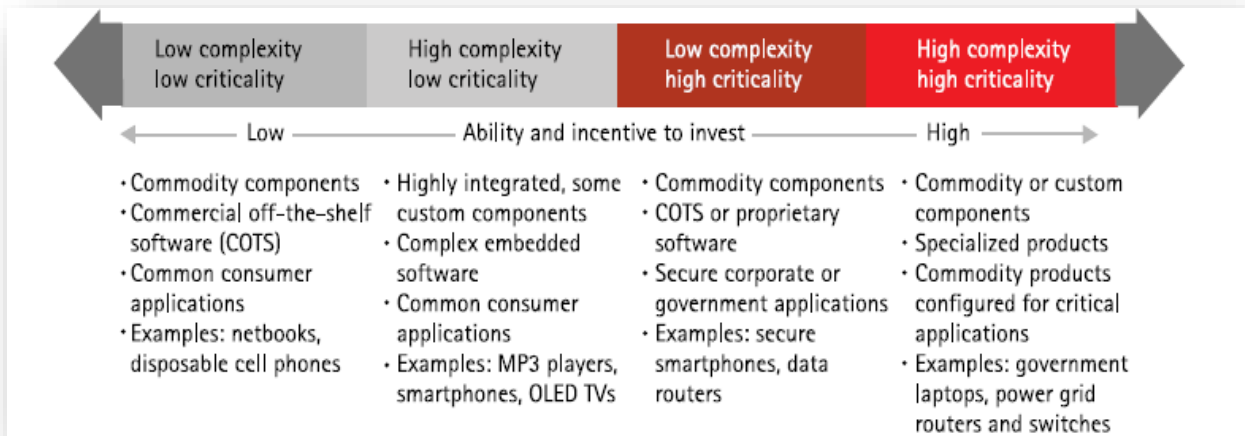 Low complexity
low criticality
High complexity
low criticality
Low complexity
high criticality
High complexity
high criticality
Low
Ability and incentive to invest
High
· Commodity components
· Commercial off-the-shelf
software (COTS)
· Common consumer
applications
· Examples: netbooks,
disposable cell phones
· Highly integrated, some
custom components
· Complex embedded
software
· Common consumer
applications
· Examples: MP3 players,
smartphones, OLED TVs
· Commodity components
· COTS or proprietary
software
· Secure corporate or
government applications
· Examples: secure
smartphones, data
routers
· Commodity or custom
components
· Specialized products
· Commodity products
configured for critical
applications
· Examples: government
laptops, power grid
routers and switches